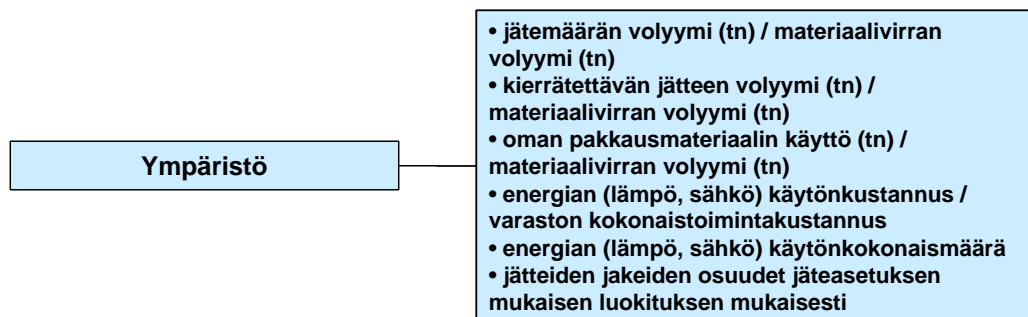 Ympäristö
• jätemäärän volyymi (tn) / materiaalivirran
volyymi (tn)
• kierrätettävän jätteen volyymi (tn) /
materiaalivirran volyymi (tn)
• oman pakkausmateriaalin käyttö (tn) /
materiaalivirran volyymi (tn)
• energian (lämpö, sähkö) käytönkustannus /
varaston kokonaistoimintakustannus
• energian (lämpö, sähkö) käytönkokonaismäärä
• jätteiden jakeiden osuudet jäteasetuksen
mukaisen luokituksen mukaisesti